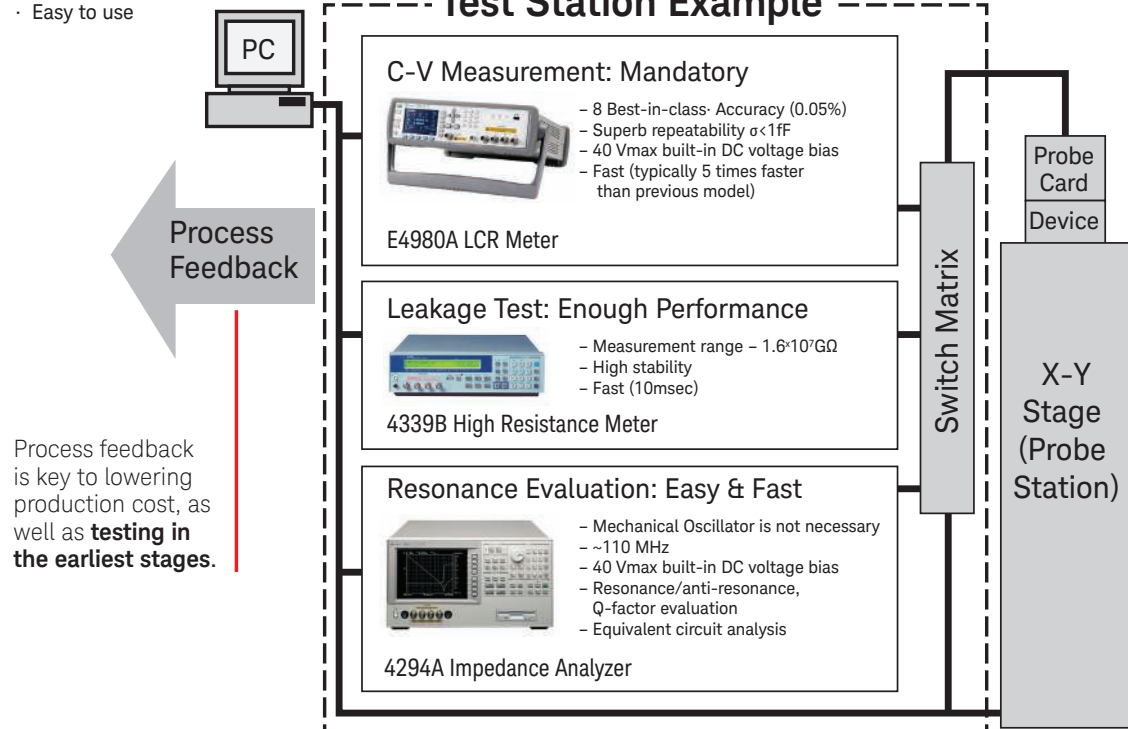 · Easy to use
Test Station Example
PC
C-V Measurement: Mandatory
– 8 Best-in-class· Accuracy (0.05%)
– Superb repeatability σ<1fF
– 40 Vmax built-in DC voltage bias
– Fast (typically 5 times faster
than previous model)
E4980A LCR Meter
Process
Feedback
Leakage Test: Enough Performance
– Measurement range – 1.6x10⁷GΩ
– High stability
– Fast (10msec)
4339B High Resistance Meter
Process feedback
is key to lowering
production cost, as
well as testing in
the earliest stages.
Resonance Evaluation: Easy & Fast
– Mechanical Oscillator is not necessary
– ~110 MHz
– 40 Vmax built-in DC voltage bias
– Resonance/anti-resonance,
Q-factor evaluation
– Equivalent circuit analysis
4294A Impedance Analyzer
Switch Matrix
Probe
Card
Device
X-Y
Stage
(Probe
Station)